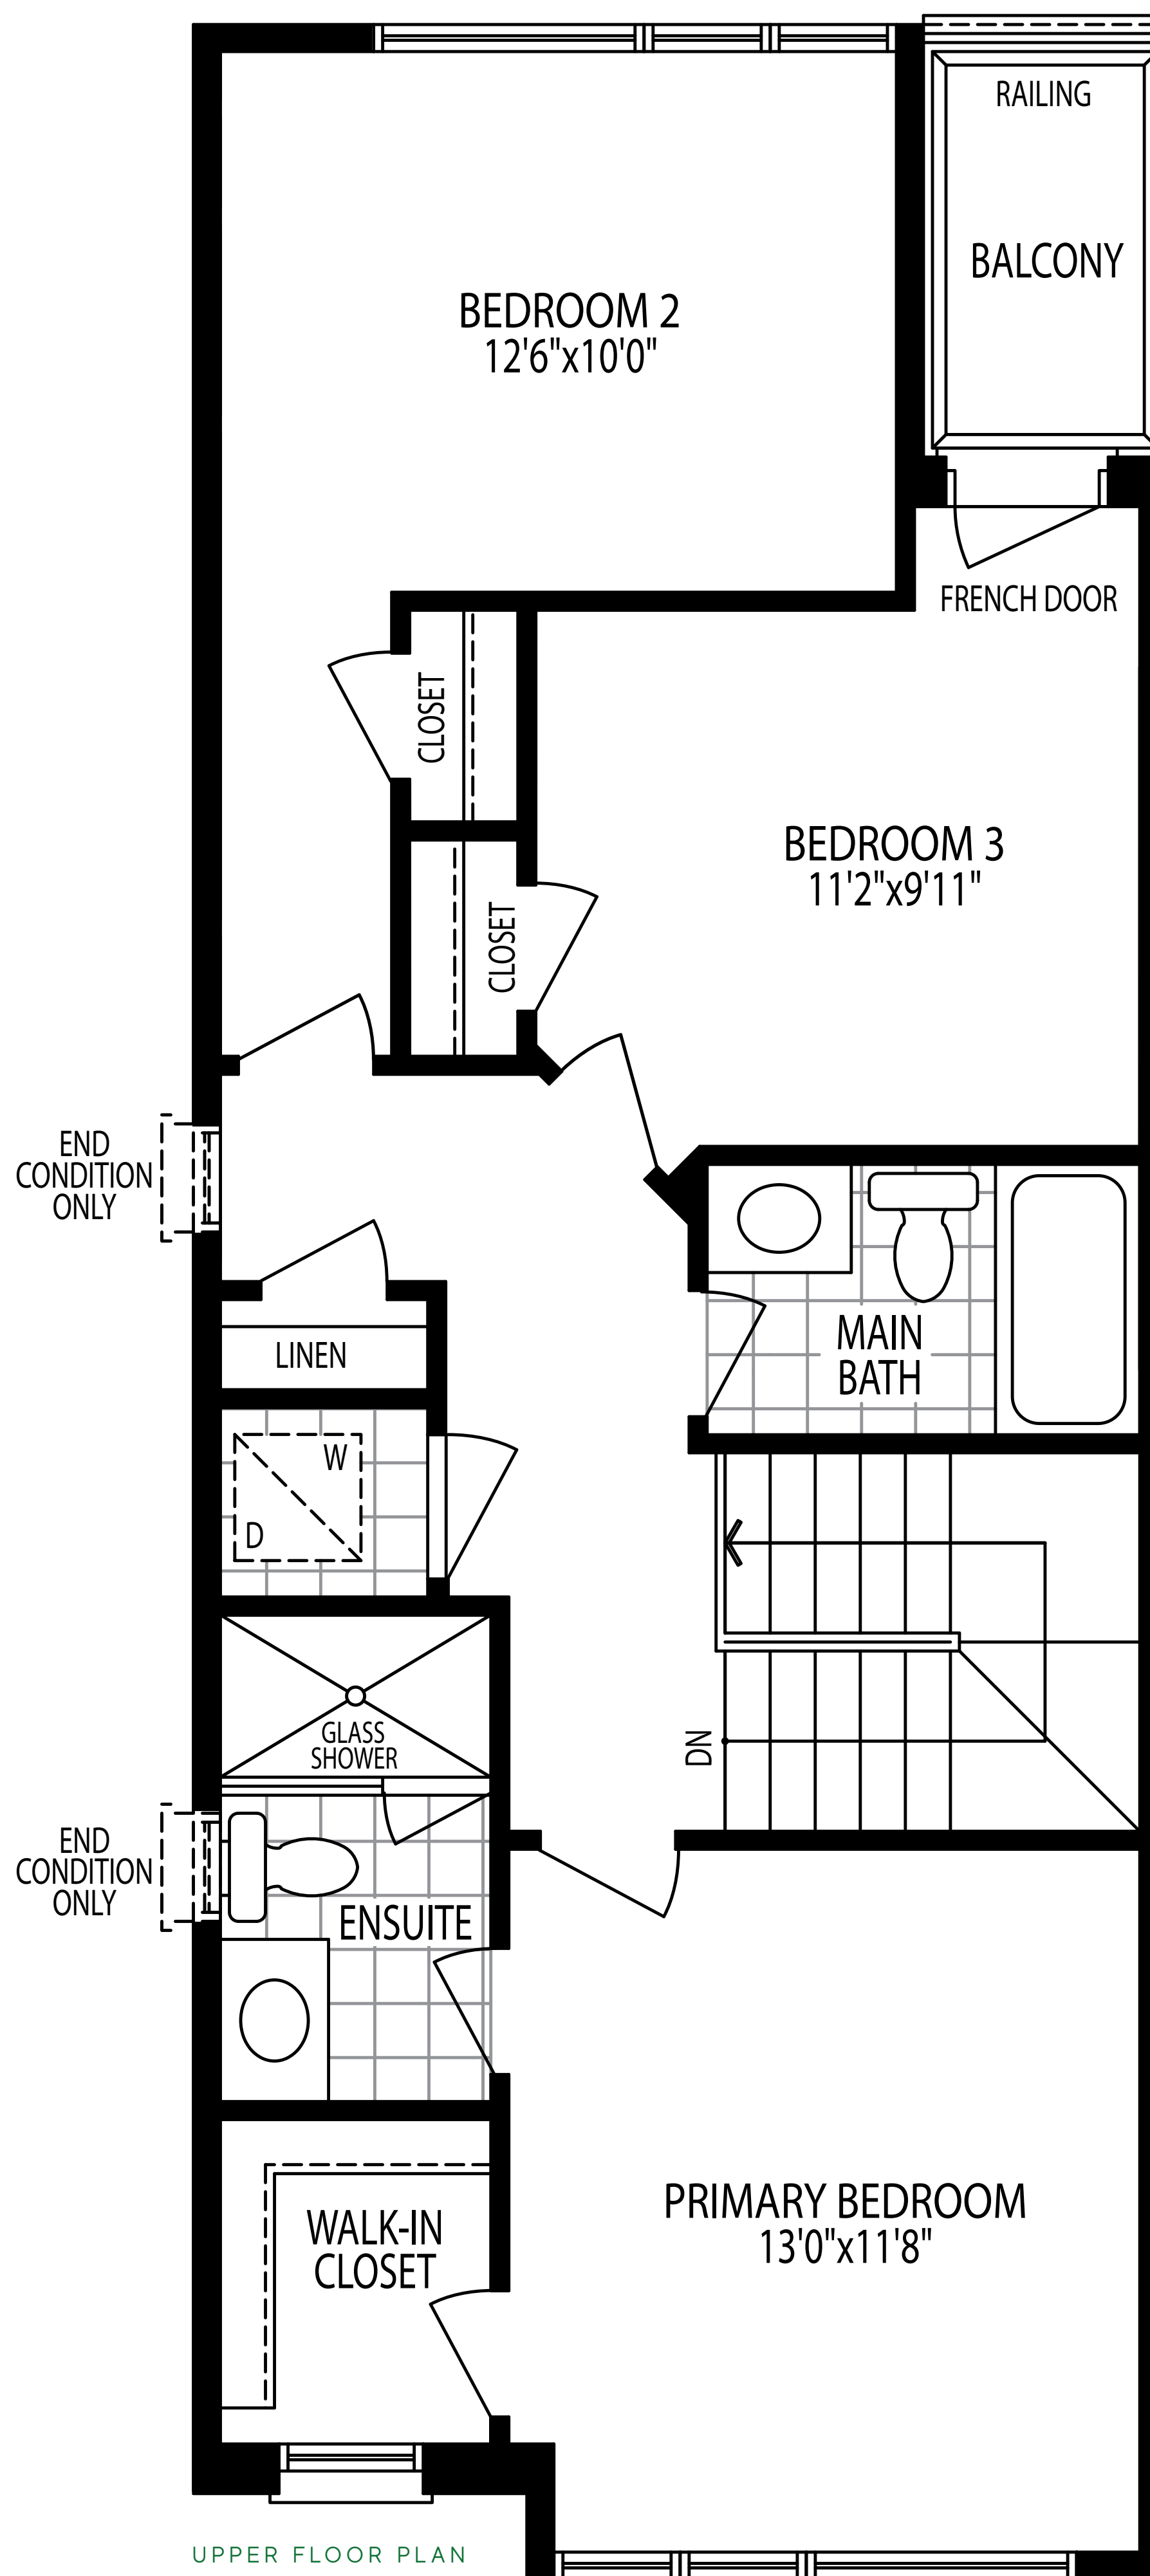 RAILING
BALCONY
BEDROOM 2
12'6"x10'0"
FRENCH DOOR
CLOSET
BEDROOM 3
11'2"x9'11"
CLOSET
END
CONDITION
ONLY
MAIN
BATH
LINEN
W
D
GLASS
SHOWER
DN
END
CONDITION
ONLY
ENSUITE
PRIMARY BEDROOM
13'0"x11'8"
WALK-IN
CLOSET
UPPER FLOOR PLAN